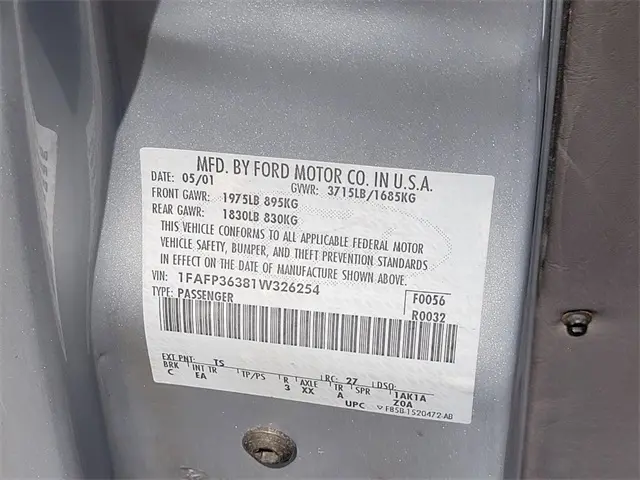 MFD. BY FORD MOTOR CO. IN U.S.A.
DATE: 05/01 GVWR: 3715LB/1685KG
FRONT GAWR: 1975LB 895KG
REAR GAWR: 1830LB 830KG
THIS VEHICLE CONFORMS TO ALL APPLICABLE FEDERAL MOTOR
VEHICLE SAFETY, BUMPER, AND THEFT PREVENTION STANDARDS
IN EFFECT ON THE DATE OF MANUFACTURE SHOWN ABOVE.
VIN: 1FAFP36381W326254
TYPE: PASSENGER
F0056
R0032
EXT PNT: TS RC: 27 DSO:
BRK INT TR TP/PS R AXLE TR SPR 1AK1A
C EA 3 XX A Z0A
UPC F85B-1520472-AB